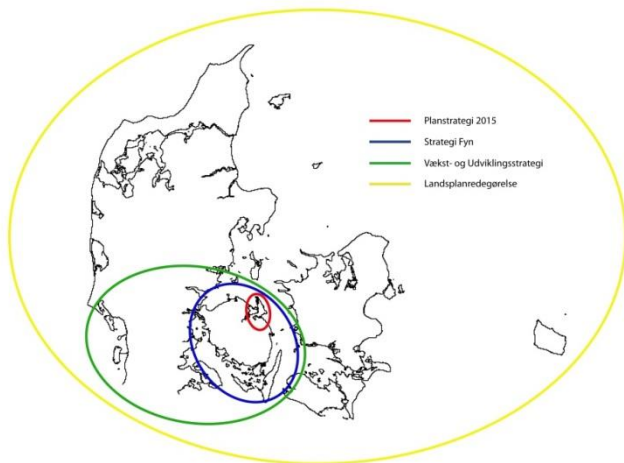 Planstrategi 2015
Strategi Fyn
Vækst- og Udviklingsstrategi
Landsplanredegørelse